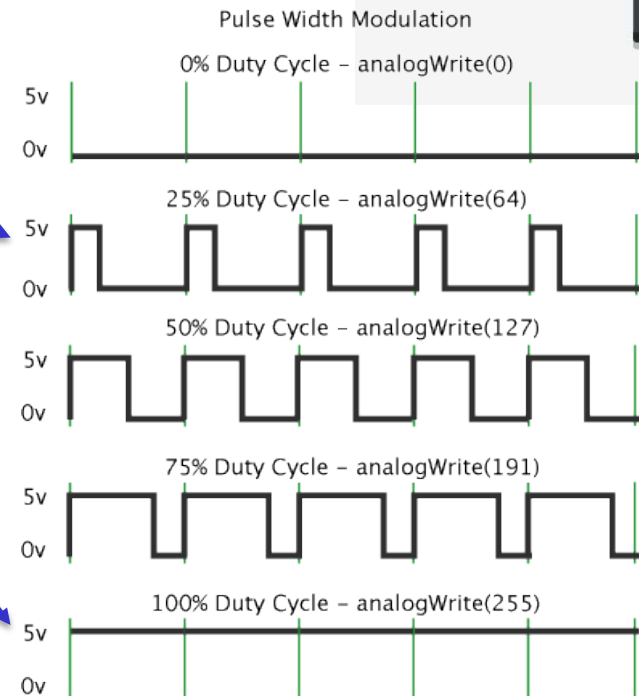 Pulse Width Modulation
0% Duty Cycle – analogWrite(0)
5v
0v
25% Duty Cycle – analogWrite(64)
5v
0v
50% Duty Cycle – analogWrite(127)
5v
0v
75% Duty Cycle – analogWrite(191)
5v
0v
100% Duty Cycle – analogWrite(255)
5v
0v